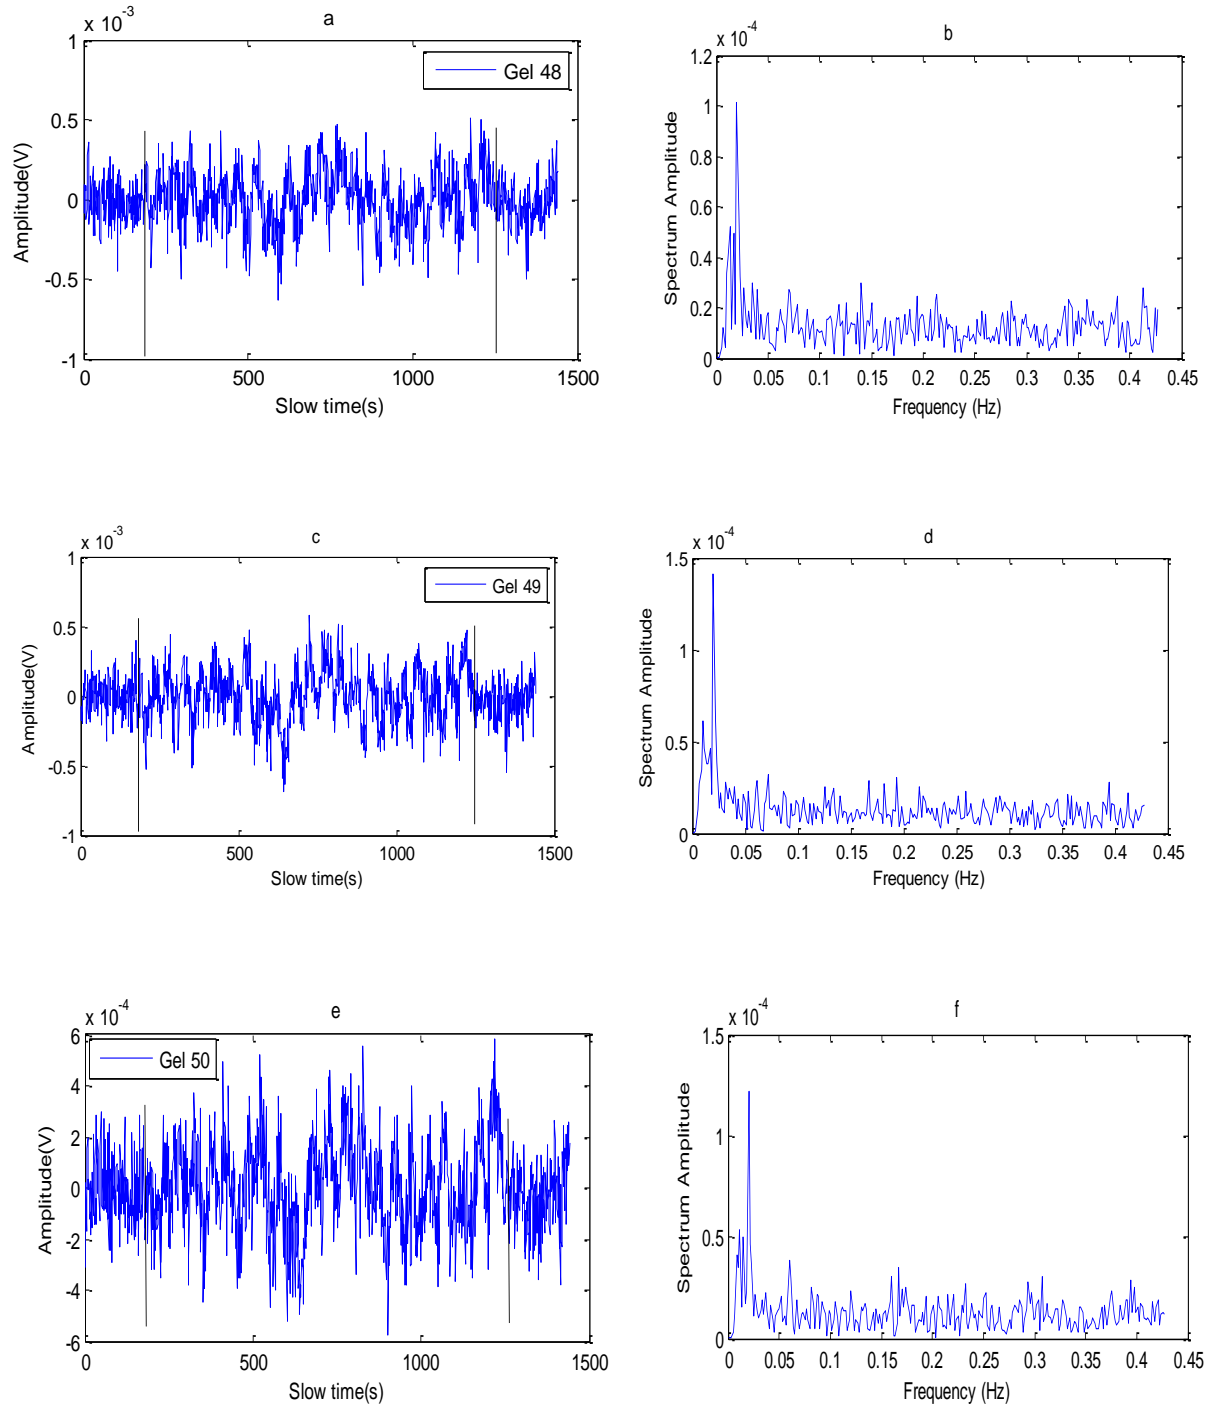 a
x 10^-3
Gel 48
Amplitude(V)
1
0.5
0
-0.5
-1
0 500 1000 1500
Slow time(s)
b
x 10^-4
Spectrum Amplitude
1.2
1
0.8
0.6
0.4
0.2
0
0 0.05 0.1 0.15 0.2 0.25 0.3 0.35 0.4 0.45
Frequency (Hz)
c
x 10^-3
Gel 49
Amplitude(V)
1
0.5
0
-0.5
-1
0 500 1000 1500
Slow time(s)
d
x 10^-4
Spectrum Amplitude
1.5
1
0.5
0
0 0.05 0.1 0.15 0.2 0.25 0.3 0.35 0.4 0.45
Frequency (Hz)
e
x 10^-4
Gel 50
Amplitude(V)
6
4
2
0
-2
-4
-6
0 500 1000 1500
Slow time(s)
f
x 10^-4
Spectrum Amplitude
1.5
1
0.5
0
0 0.05 0.1 0.15 0.2 0.25 0.3 0.35 0.4 0.45
Frequency (Hz)